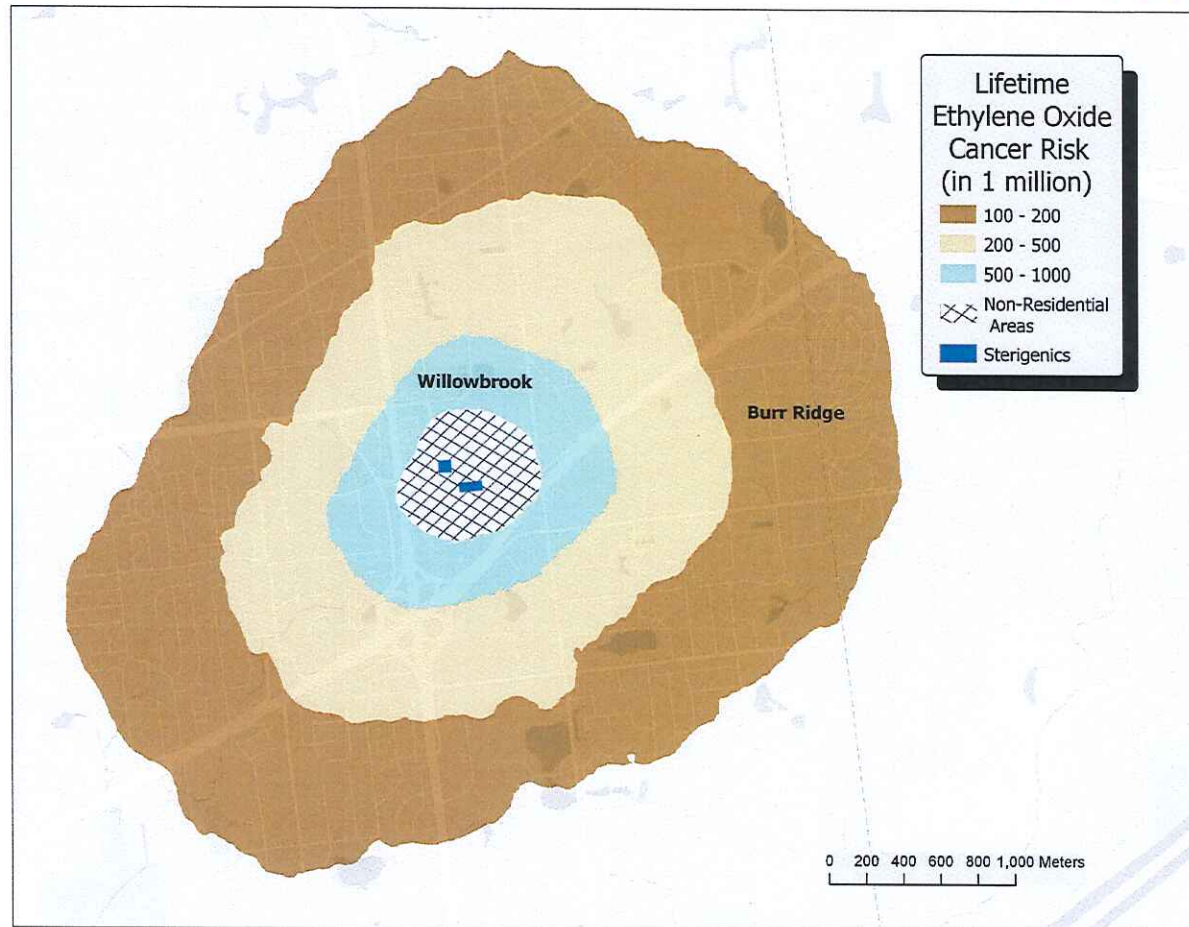 Lifetime
Ethylene Oxide
Cancer Risk
(in 1 million)
100 - 200
200 - 500
500 - 1000
Non-Residential
Areas
Sterigenics
Willowbrook
Burr Ridge
0 200 400 600 800 1,000 Meters